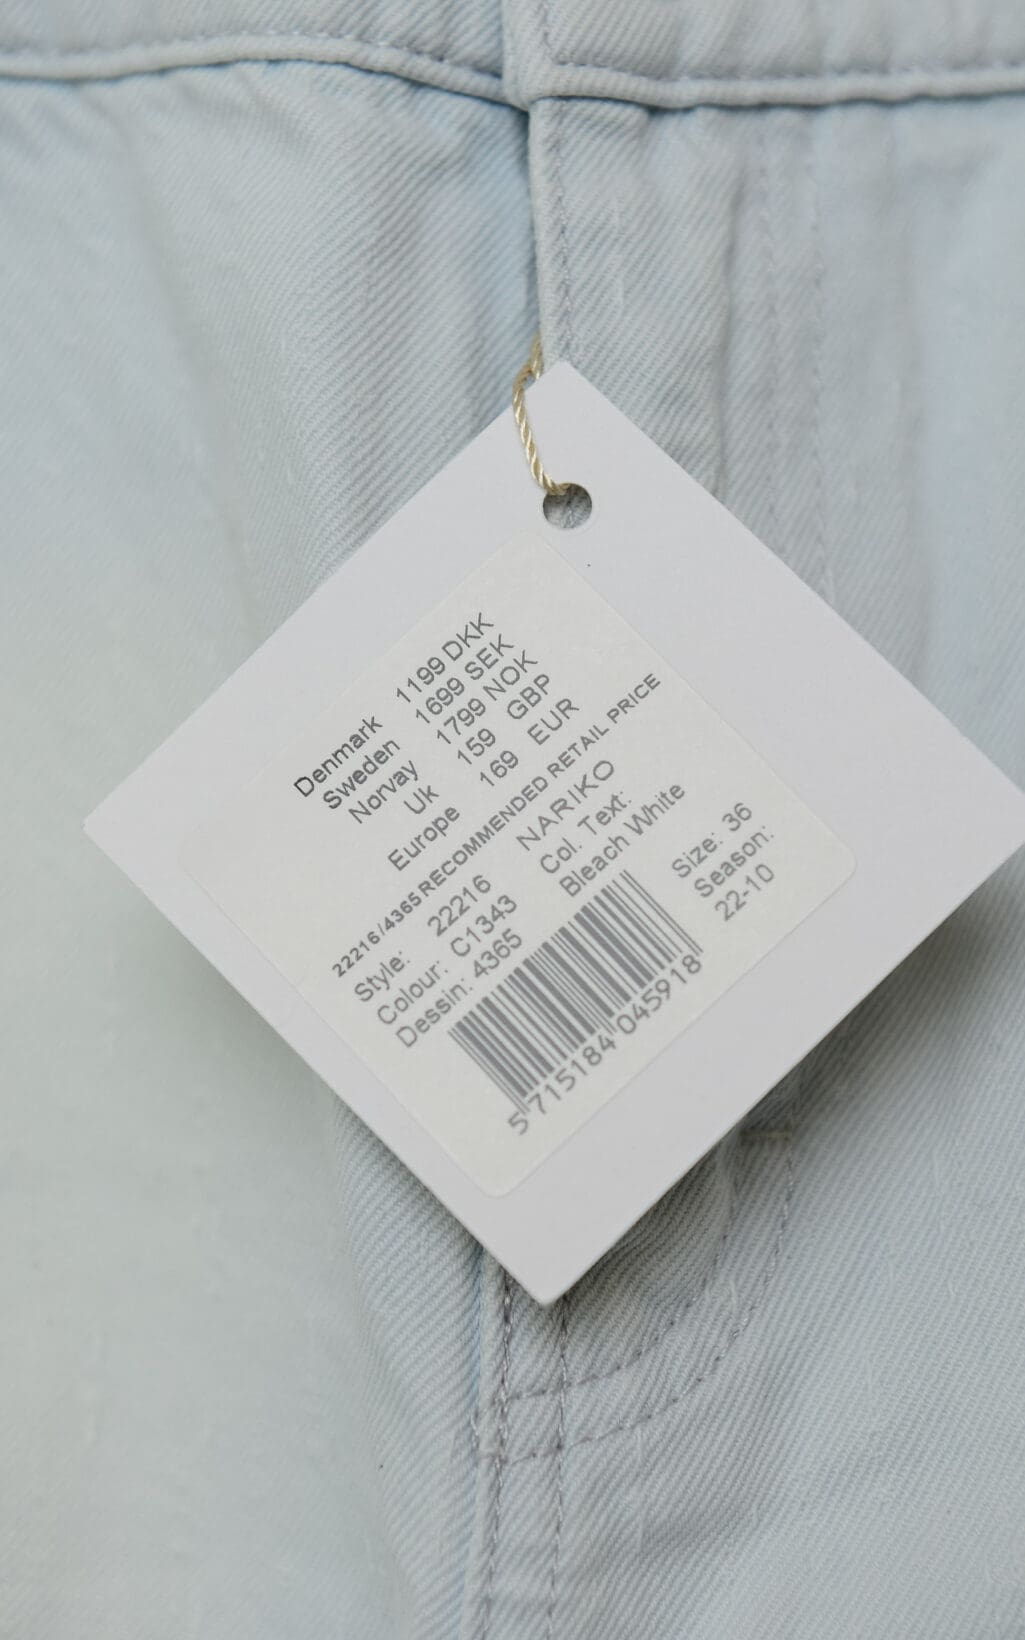 Denmark 1199 DKK
Sweden 1699 SEK
Norvay 1799 NOK
Uk 159 GBP
Europe 169 EUR
22216/4365 RECOMMENDED RETAIL PRICE
Style: 22216 NARIKO
Colour: C1343 Col. Text:
Dessin: 4365 Bleach White
Size: 36
Season:
22-10
5 715184 045918